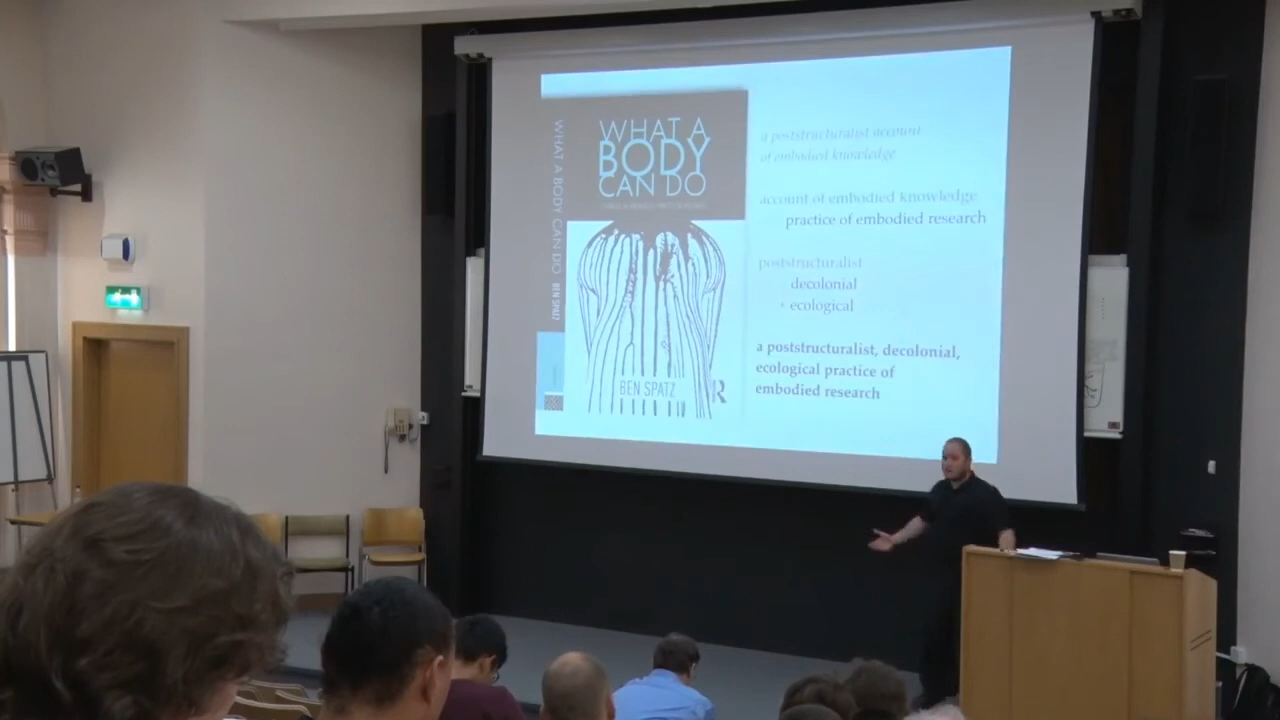 WHAT A BODY CAN DO
BEN SPATZ
WHAT A
BODY
CAN DO
BEN SPATZ
R
a poststructuralist account
of embodied knowledge
account of embodied knowledge
practice of embodied research
poststructuralist
decolonial
+ ecological
a poststructuralist, decolonial,
ecological practice of
embodied research